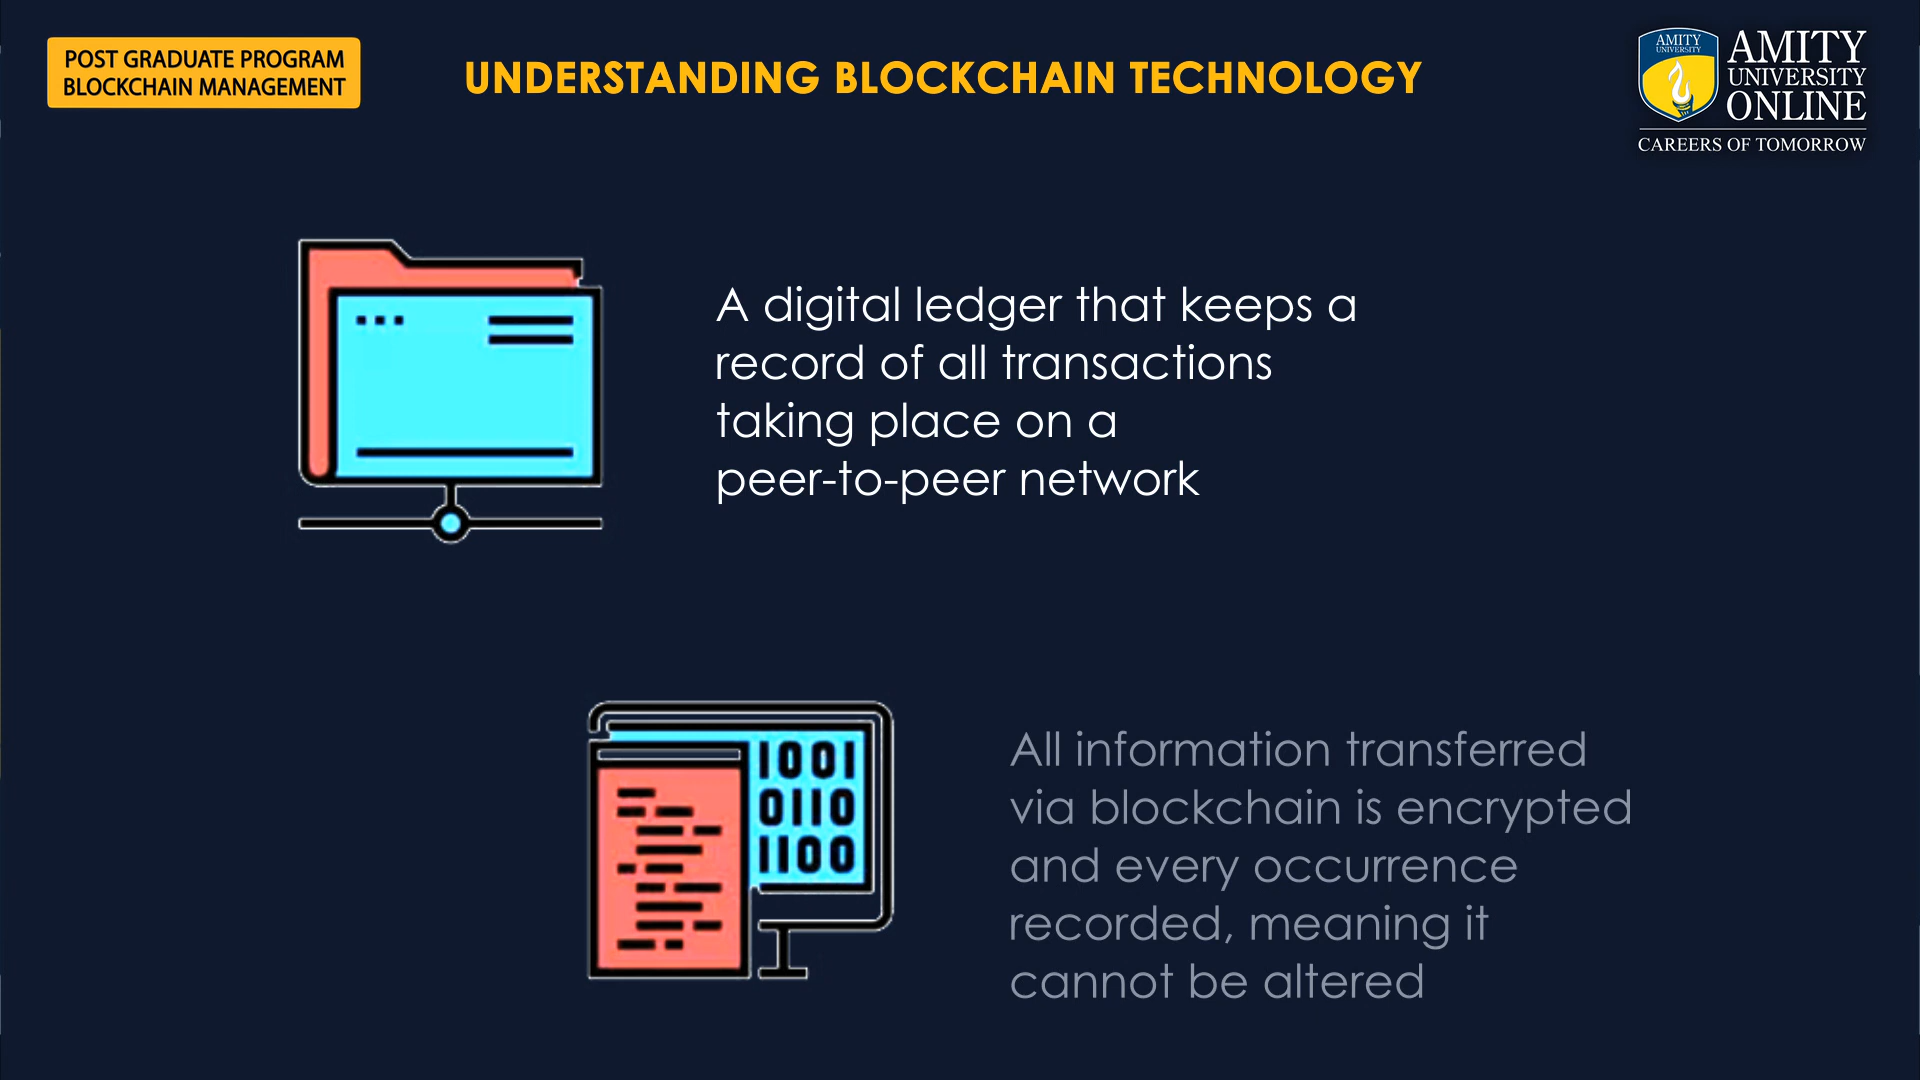 POST GRADUATE PROGRAM
BLOCKCHAIN MANAGEMENT
UNDERSTANDING BLOCKCHAIN TECHNOLOGY
AMITY
UNIVERSITY
AMITY
UNIVERSITY
ONLINE
CAREERS OF TOMORROW
A digital ledger that keeps a
record of all transactions
taking place on a
peer-to-peer network
1001
0110
1100
All information transferred
via blockchain is encrypted
and every occurrence
recorded, meaning it
cannot be altered